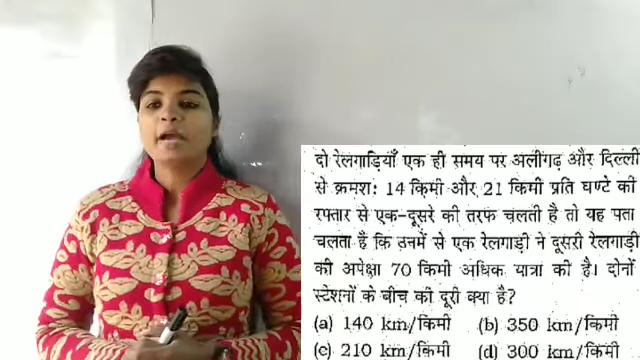 दो रेलगाड़ियाँ एक ही समय पर अलीगढ़ और दिल्ली
से क्रमश: 14 किमी और 21 किमी प्रति घण्टे की
रफ्तार से एक-दूसरे की तरफ चलती है तो यह पता
चलता है कि उनमें से एक रेलगाड़ी ने दूसरी रेलगाड़ी
की अपेक्षा 70 किमी अधिक यात्रा की है। दोनों
स्टेशनों के बीच की दूरी क्या है?
(a) 140 km/किमी (b) 350 km/किमी
(c) 210 km/किमी (d) 300 km/किमी